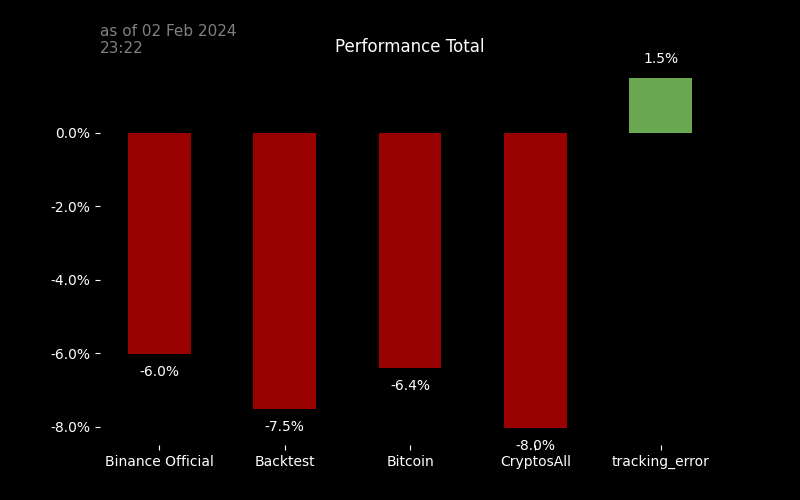 as of 02 Feb 2024
23:22
Performance Total
1.5%
0.0%
-2.0%
-4.0%
-6.0%
-8.0%
-6.0%
-7.5%
-6.4%
-8.0%
Binance Official
Backtest
Bitcoin
CryptosAll
tracking_error